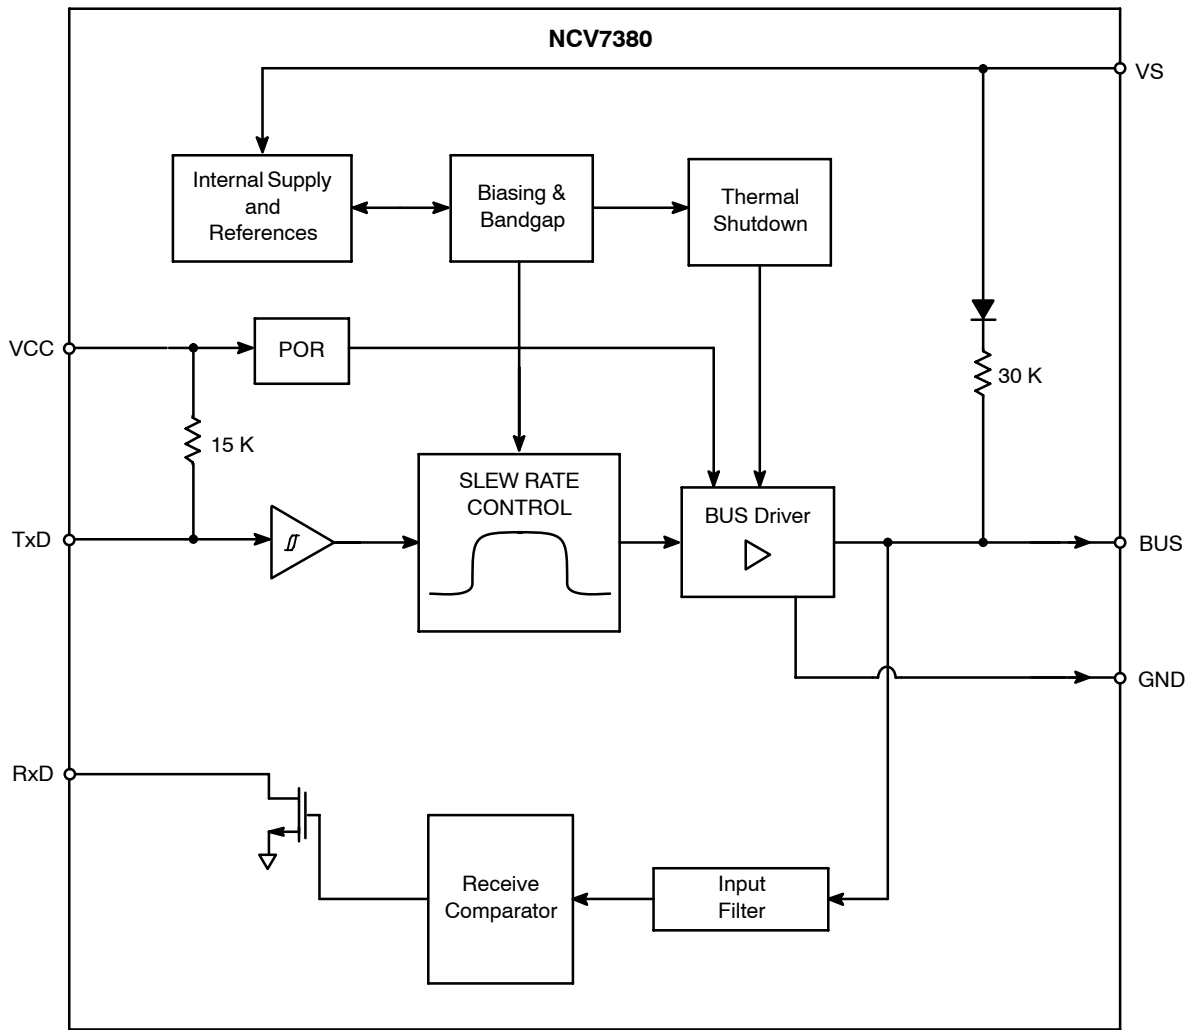 NCV7380
VS
Internal Supply
and
References
Biasing &
Bandgap
Thermal
Shutdown
VCC
POR
30 K
15 K
SLEW RATE
CONTROL
BUS Driver
TxD
BUS
GND
RxD
Receive
Comparator
Input
Filter